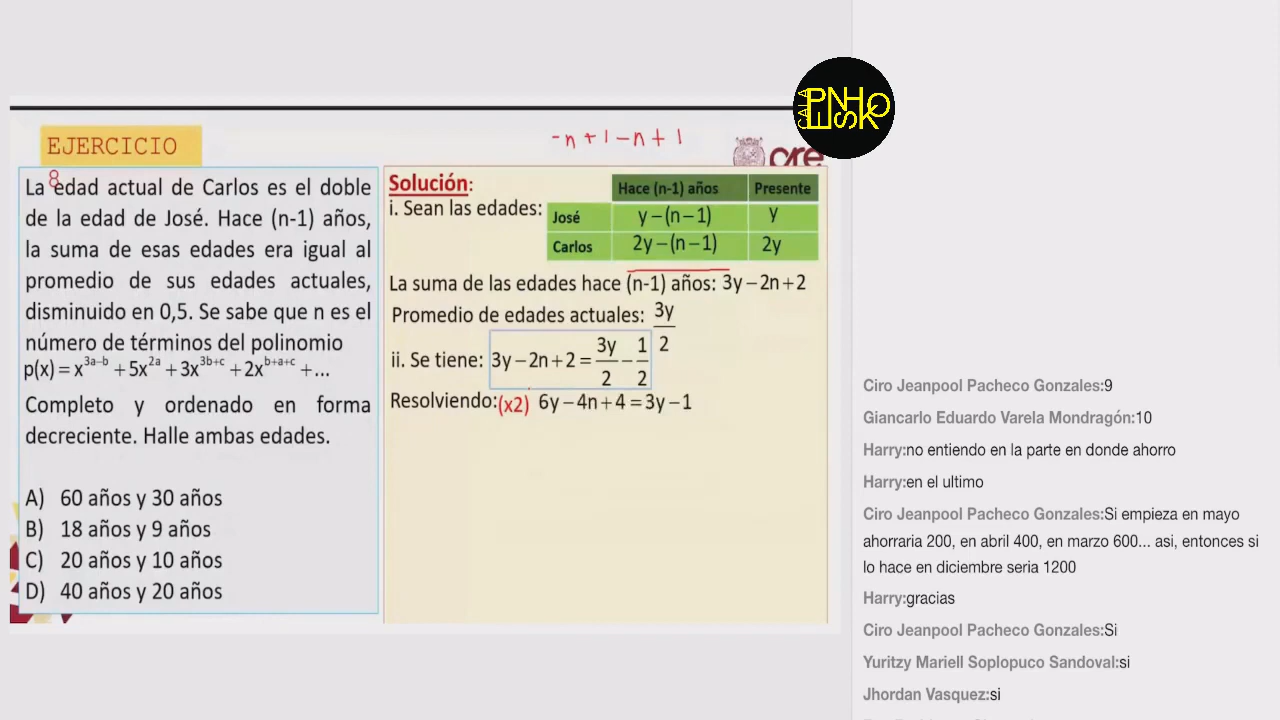 -n+1-n+1
CALA
PNHO
ESK
cre
EJERCICIO
8
La edad actual de Carlos es el doble
de la edad de José. Hace (n-1) años,
la suma de esas edades era igual al
promedio de sus edades actuales,
disminuido en 0,5. Se sabe que n es el
número de términos del polinomio
p(x) = x^{3a-b} + 5x^{2a} + 3x^{3b+c} + 2x^{b+a+c} + ...
Completo y ordenado en forma
decreciente. Halle ambas edades.
A) 60 años y 30 años
B) 18 años y 9 años
C) 20 años y 10 años
D) 40 años y 20 años
Solución:
i. Sean las edades:
Hace (n-1) años Presente
José y-(n-1) y
Carlos 2y-(n-1) 2y
La suma de las edades hace (n-1) años: 3y-2n+2
Promedio de edades actuales: 3y/2
ii. Se tiene: 3y-2n+2 = 3y/2 - 1/2
Resolviendo: (x2) 6y-4n+4=3y-1
Ciro Jeanpool Pacheco Gonzales:9
Giancarlo Eduardo Varela Mondragón:10
Harry:no entiendo en la parte en donde ahorro
Harry:en el ultimo
Ciro Jeanpool Pacheco Gonzales:Si empieza en mayo
ahorraria 200, en abril 400, en marzo 600... asi, entonces si
lo hace en diciembre seria 1200
Harry:gracias
Ciro Jeanpool Pacheco Gonzales:Si
Yuritzy Mariell Soplopuco Sandoval:si
Jhordan Vasquez:si